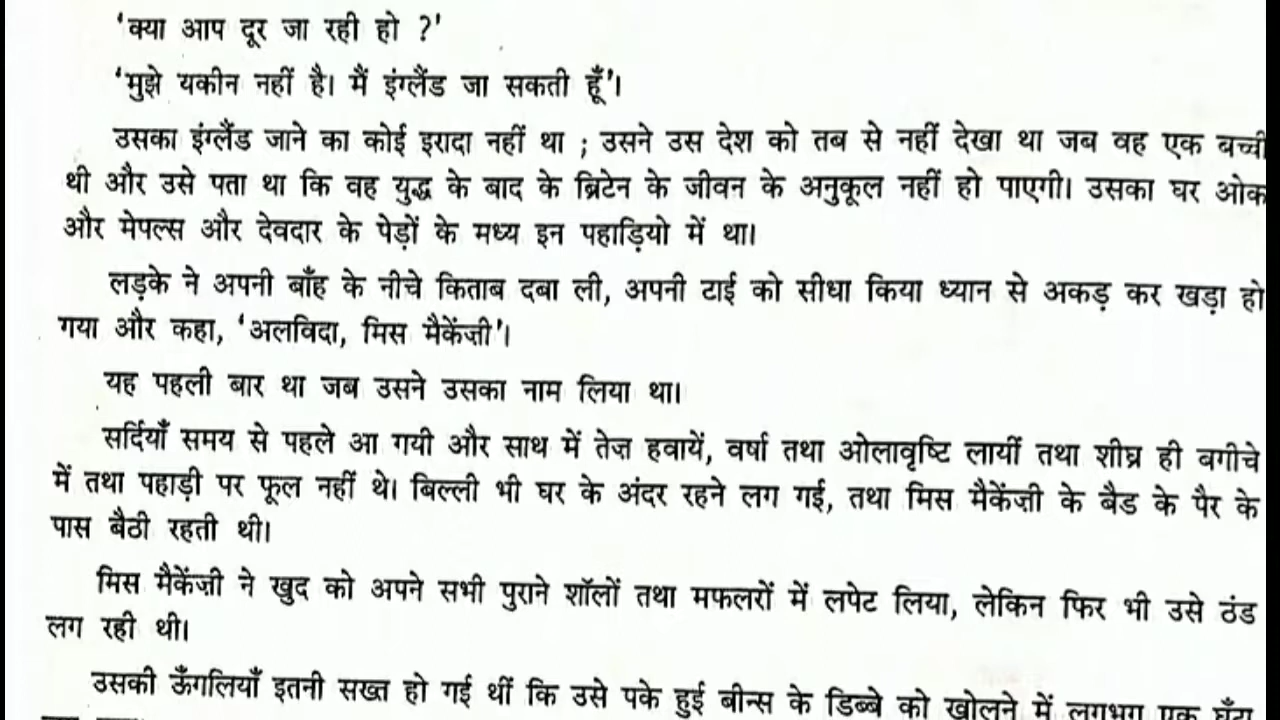 ‘क्या आप दूर जा रही हो ?’
‘मुझे यकीन नहीं है। मैं इंग्लैंड जा सकती हूँ’।
उसका इंग्लैंड जाने का कोई इरादा नहीं था ; उसने उस देश को तब से नहीं देखा था जब वह एक बच्ची
थी और उसे पता था कि वह युद्ध के बाद के ब्रिटेन के जीवन के अनुकूल नहीं हो पाएगी। उसका घर ओक
और मेपल्स और देवदार के पेड़ों के मध्य इन पहाड़ियो में था।
लड़के ने अपनी बाँह के नीचे किताब दबा ली, अपनी टाई को सीधा किया ध्यान से अकड़ कर खड़ा हो
गया और कहा, ‘अलविदा, मिस मैकेंज़ी’।
यह पहली बार था जब उसने उसका नाम लिया था।
सर्दियाँ समय से पहले आ गयी और साथ में तेज़ हवायें, वर्षा तथा ओलावृष्टि लायीं तथा शीघ्र ही बगीचे
में तथा पहाड़ी पर फूल नहीं थे। बिल्ली भी घर के अंदर रहने लग गई, तथा मिस मैकेंज़ी के बैड के पैर के
पास बैठी रहती थी।
मिस मैकेंज़ी ने खुद को अपने सभी पुराने शॉलों तथा मफलरों में लपेट लिया, लेकिन फिर भी उसे ठंड
लग रही थी।
उसकी ऊँगलियाँ इतनी सख्त हो गई थीं कि उसे पके हुई बीन्स के डिब्बे को खोलने में लगभग एक घँटा